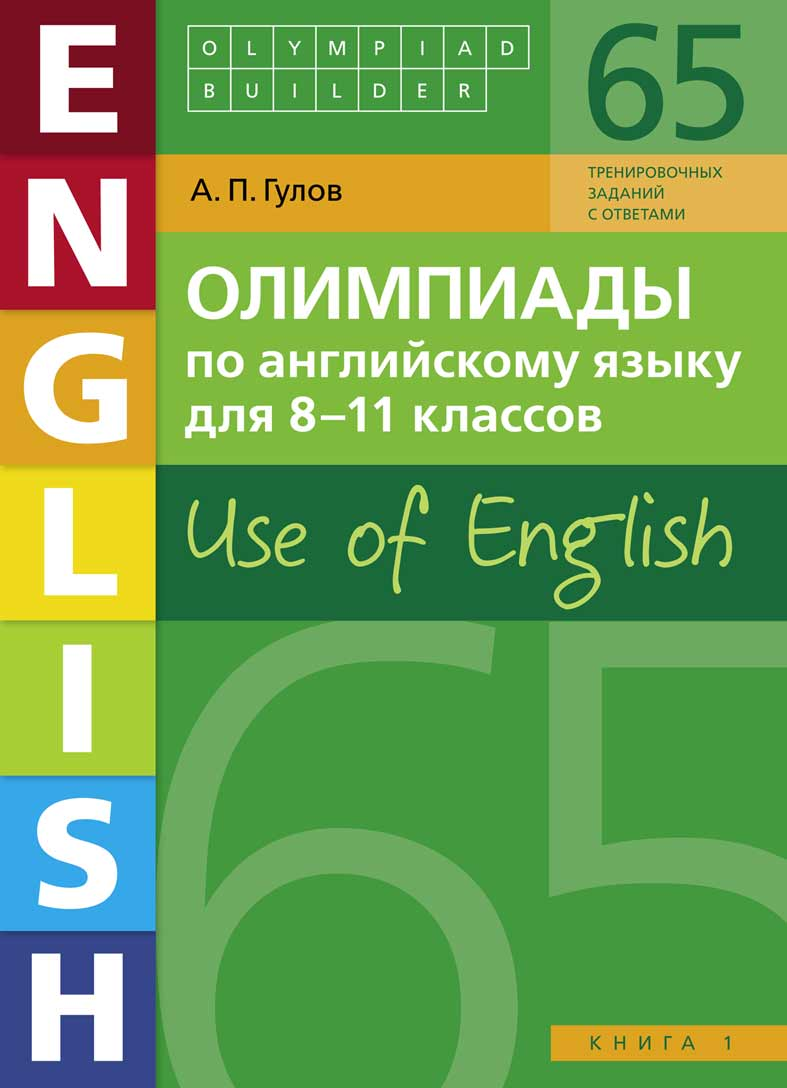 ENGLISH
OLYMPIAD
BUILDER
65
ТРЕНИРОВОЧНЫХ
ЗАДАНИЙ
С ОТВЕТАМИ
А. П. Гулов
ОЛИМПИАДЫ
по английскому языку
для 8–11 классов
Use of English
65
КНИГА 1